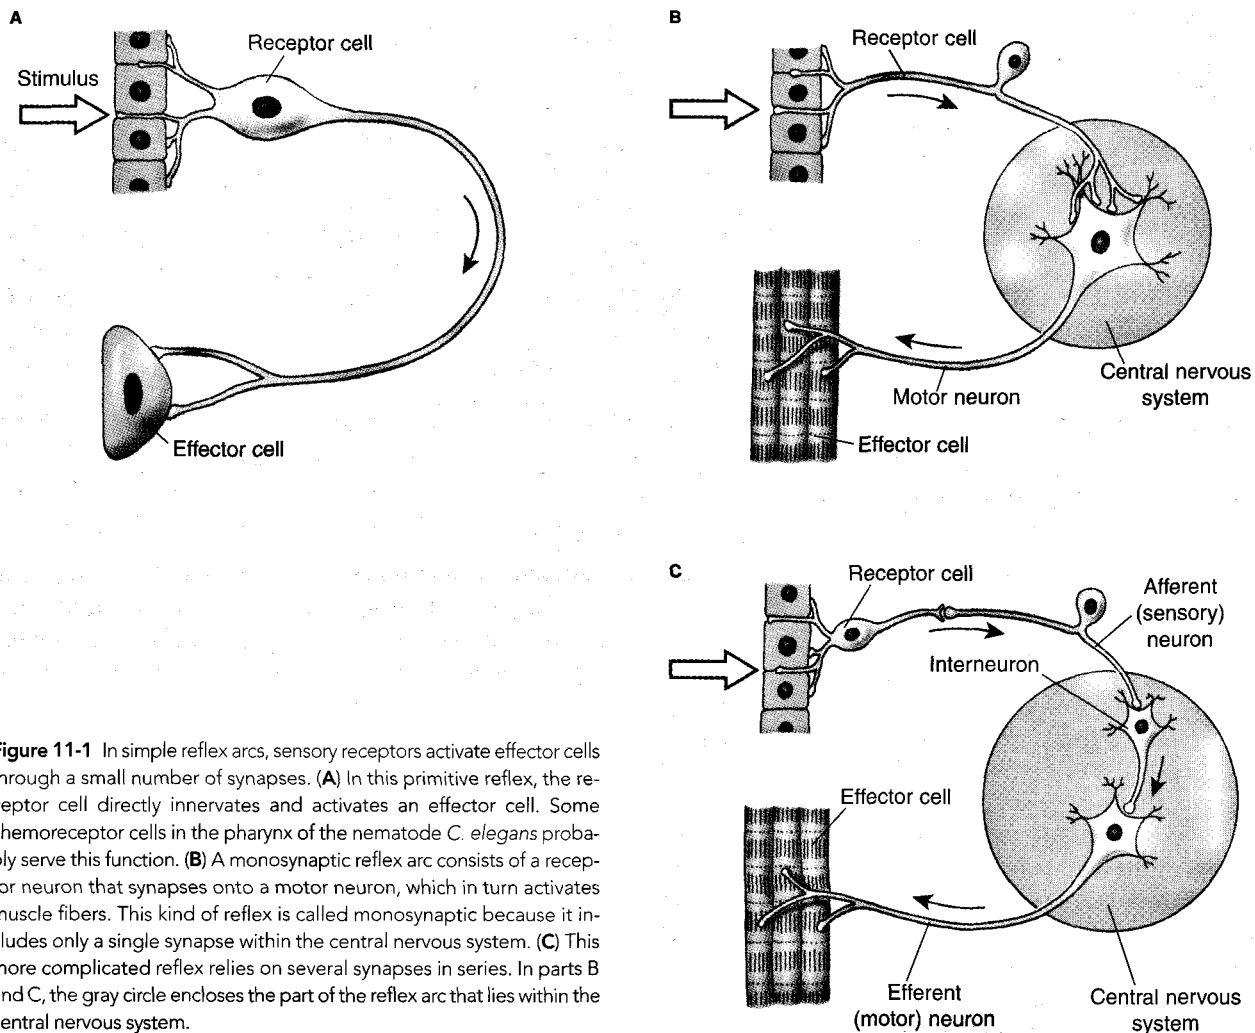 A
Receptor cell
Stimulus
Effector cell
B
Receptor cell
Central nervous
system
Motor neuron
Effector cell
C
Receptor cell
Afferent
(sensory)
neuron
Interneuron
Effector cell
Efferent
(motor) neuron
Central nervous
system
Figure 11-1 In simple reflex arcs, sensory receptors activate effector cells
hrough a small number of synapses. (A) In this primitive reflex, the re-
eptor cell directly innervates and activates an effector cell. Some
hemoreceptor cells in the pharynx of the nematode C. elegans proba-
ly serve this function. (B) A monosynaptic reflex arc consists of a recep-
or neuron that synapses onto a motor neuron, which in turn activates
muscle fibers. This kind of reflex is called monosynaptic because it in-
ludes only a single synapse within the central nervous system. (C) This
more complicated reflex relies on several synapses in series. In parts B
nd C, the gray circle encloses the part of the reflex arc that lies within the
entral nervous system.